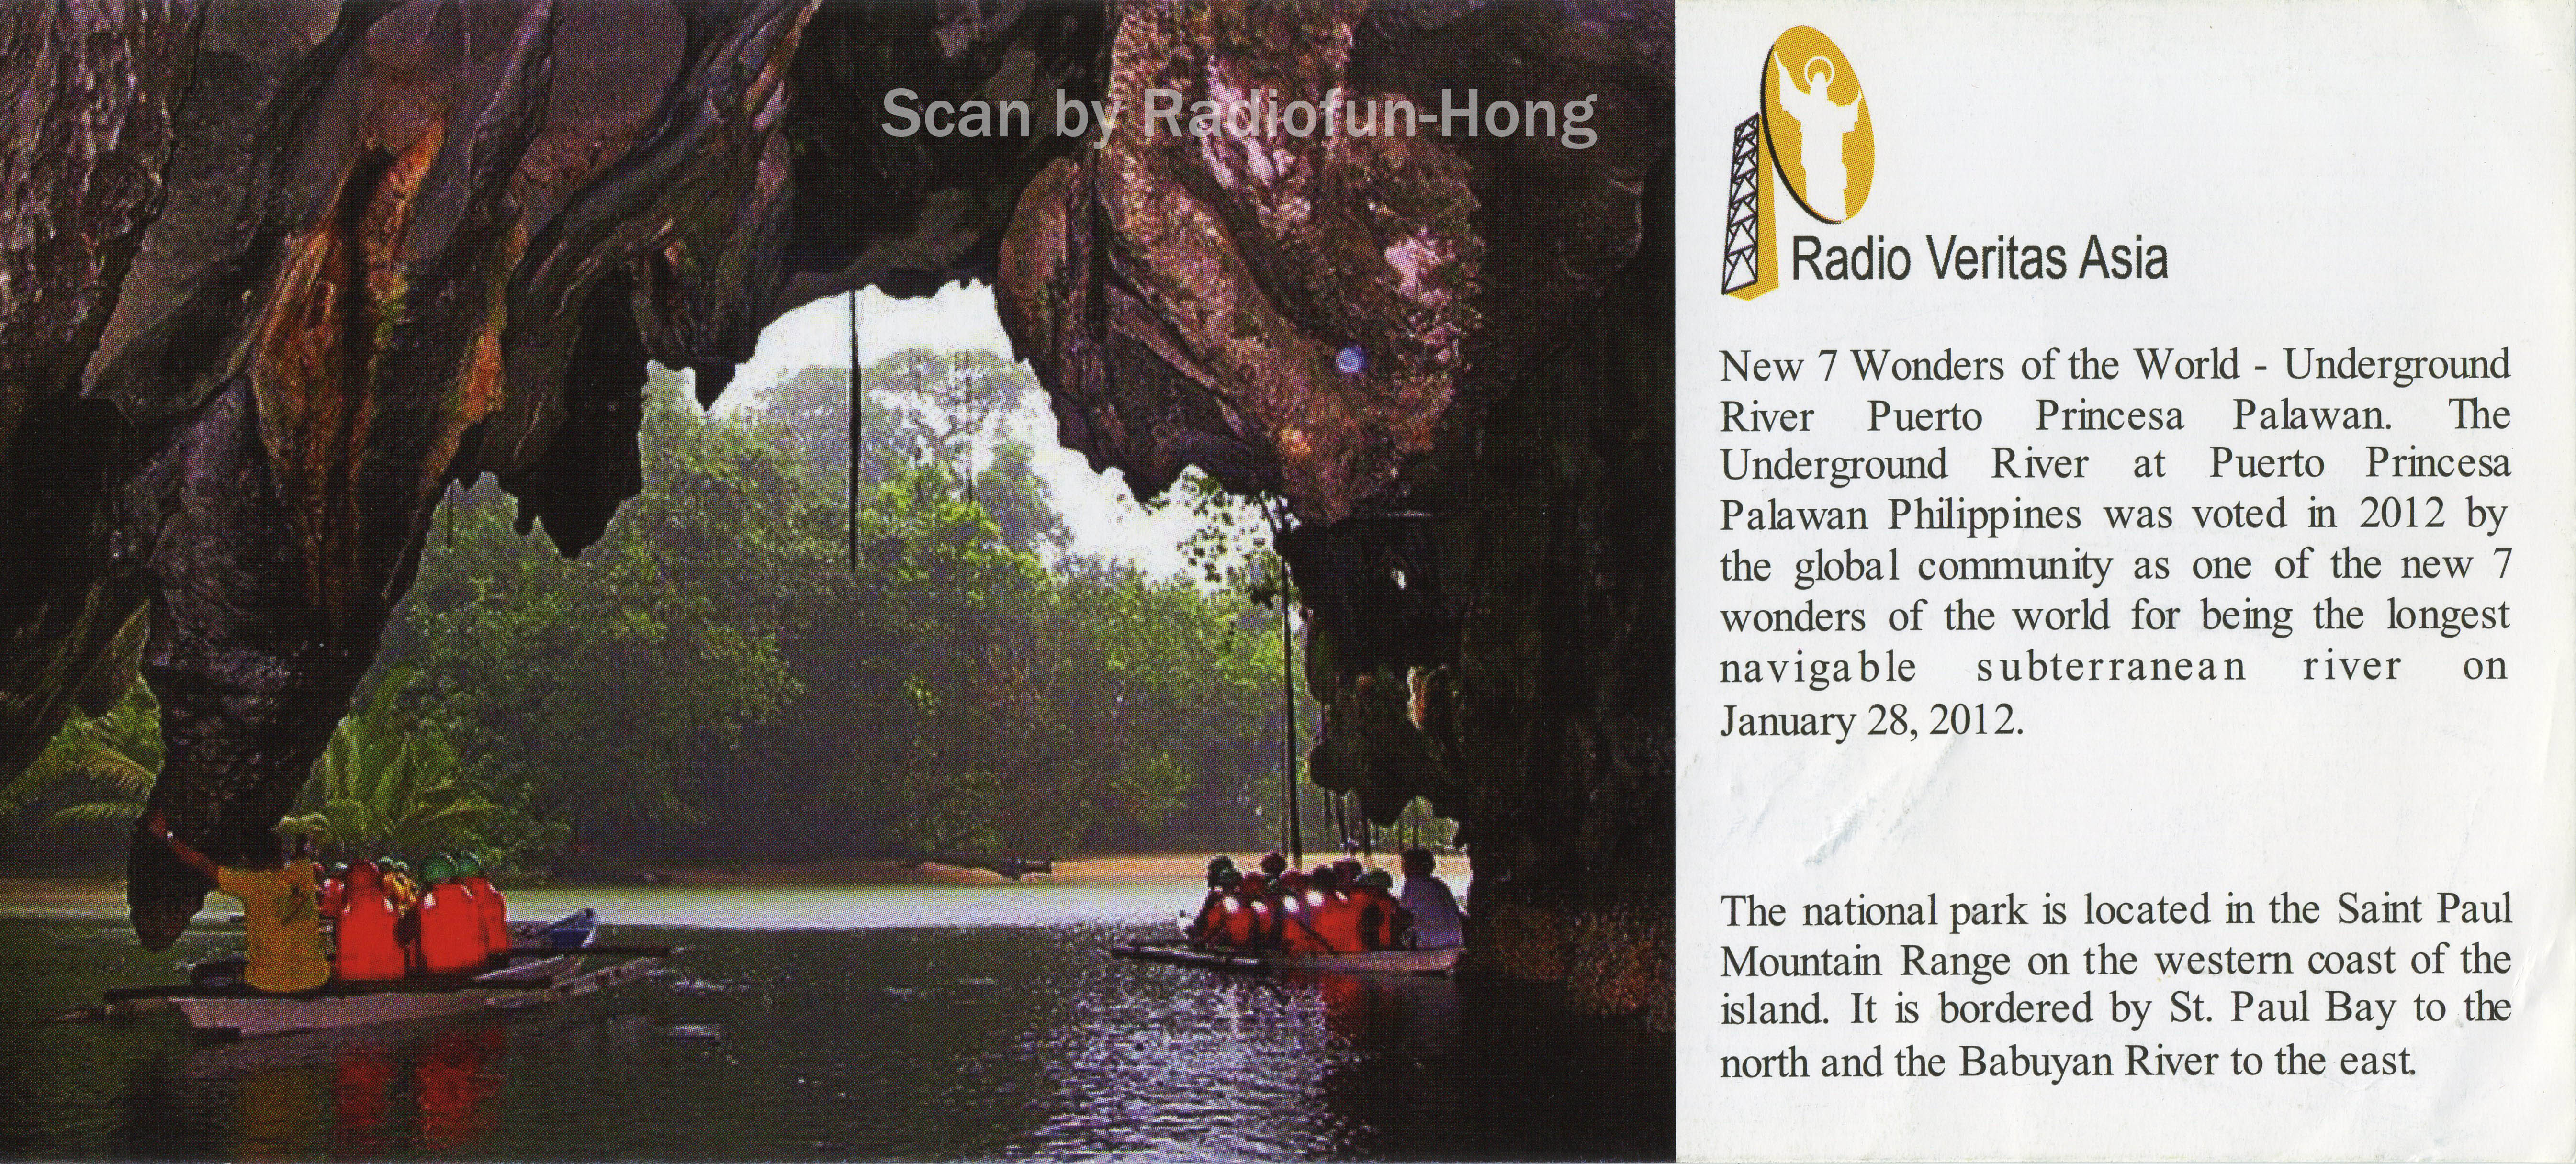 Scan by Radiofun-Hong
Radio Veritas Asia
New 7 Wonders of the World - Underground
River Puerto Princesa Palawan. The
Underground River at Puerto Princesa
Palawan Philippines was voted in 2012 by
the global community as one of the new 7
wonders of the world for being the longest
navigable subterranean river on
January 28, 2012.
The national park is located in the Saint Paul
Mountain Range on the western coast of the
island. It is bordered by St. Paul Bay to the
north and the Babuyan River to the east.